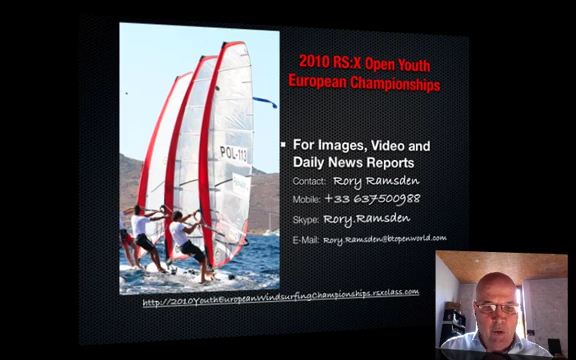 2010 RS:X Open Youth
European Championships
POL-113
For Images, Video and
Daily News Reports
Contact: Rory Ramsden
Mobile: +33 637500988
Skype: Rory.Ramsden
E-Mail: Rory.Ramsden@btopenworld.com
http://2010YouthEuropeanWindsurfingChampionships.rsxclass.com